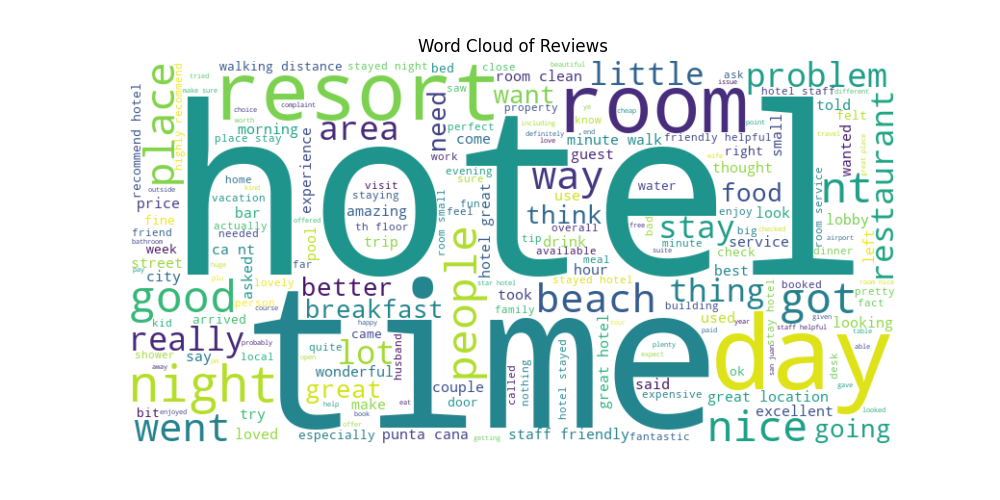 Word Cloud of Reviews
hotel
time
resort
room
day
night
good
nice
beach
way
people
place
problem
restaurant
little
want
area
need
nt
stay
food
think
thing
got
better
breakfast
really
lot
great
went
going
walking distance
stayed night
bed
close
beautiful
tried
make sure
highly recommend
recommend hotel
choice
complaint
worth
morning
place stay
saw
room clean
ask
issue
hotel staff
different
property
ye
cheap
point
told
felt
perfect
come
work
including
know
end
definitely
love
minute walk
friendly helpful
small
wanted
travel
great place
experience
guest
right
thought
wife
outside
home
kind
vacation
price
bar
fine
actually
friend
needed
bathroom
week
ca nt
street
city
asked
offered
pool
far
visit
staying
amazing
th floor
trip
evening
sure
fun
feel
room small
hotel great
use
water
overall
tip
drink
available
bad
free
minute
suite
meal
hour
enjoy
look
big
service
check
checked
best
lobby
room service
left
dinner
airport
pay
huge
plu
lovely
person
course
kid
arrived
star hotel
stayed hotel
took
family
building
booked
room nice
pretty
fact
happy
came
husband
quite
wonderful
probably
say
local
shower
away
open
great hotel
hour
plenty
expect
used
paid
year
ok
san juan
stay hotel
staff helpful
given
looking
table
able
desk
gave
said
expensive
great location
excellent
looked
couple
door
called
nothing
hotel stayed
make
eat
book
help
offer
bit
enjoyed
try
loved
especially
punta cana
getting
staff friendly
fantastic